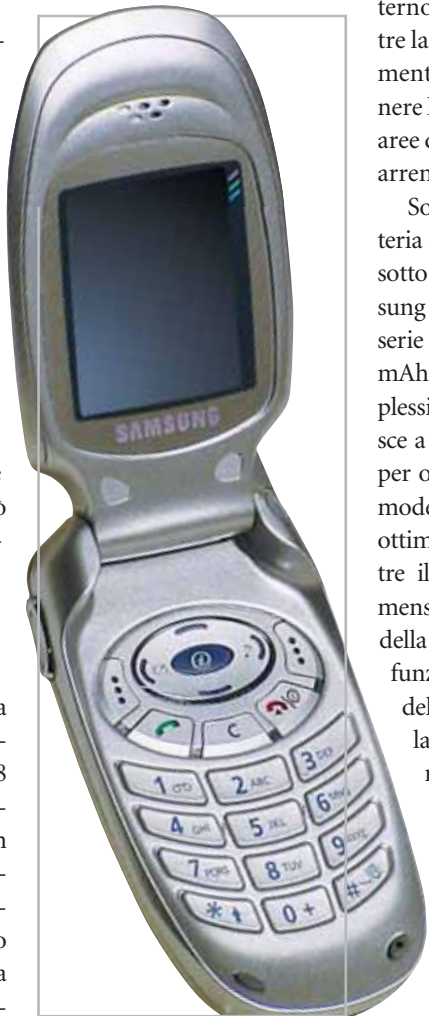 terno
tre la
ment
nere
aree
arren
So
teria
sotto
sung
serie
mAh
plessi
sce a
per o
mode
ottim
tre il
mens
della
funz
del
la
SAMSUNG
@
C
1
2 ABC
3 DEF
4 GHI
5 JKL
6 MNO
7 PQRS
8 TUV
9 WXYZ
*
0 +
#
ò
a
8
n
o
a